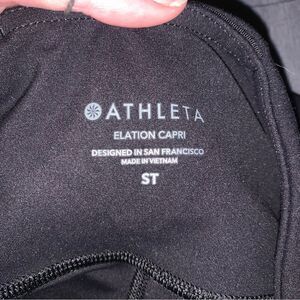 ATHLETA
ELATION CAPRI
DESIGNED IN SAN FRANCISCO
MADE IN VIETNAM
ST